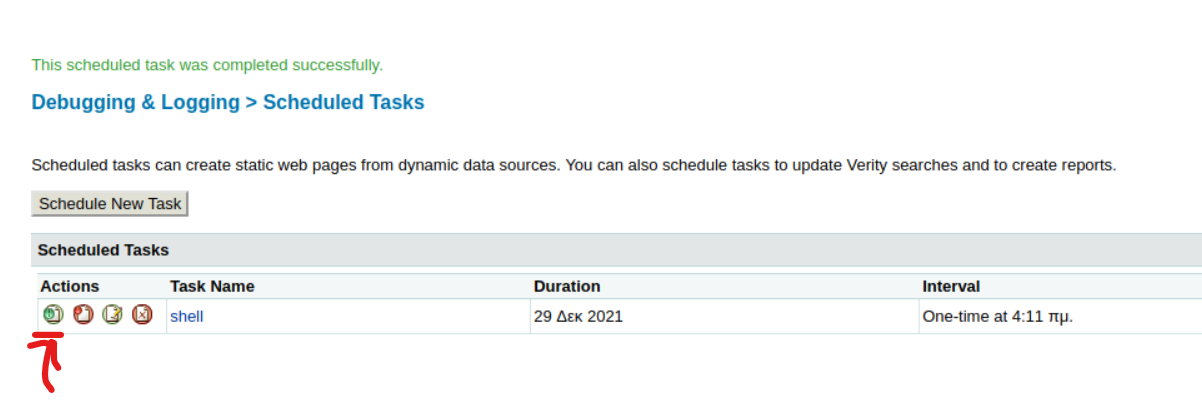 This scheduled task was completed successfully.
Debugging & Logging > Scheduled Tasks
Scheduled tasks can create static web pages from dynamic data sources. You can also schedule tasks to update Verity searches and to create reports.
Schedule New Task
Scheduled Tasks
Actions Task Name Duration Interval
shell 29 Δεκ 2021 One-time at 4:11 πμ.